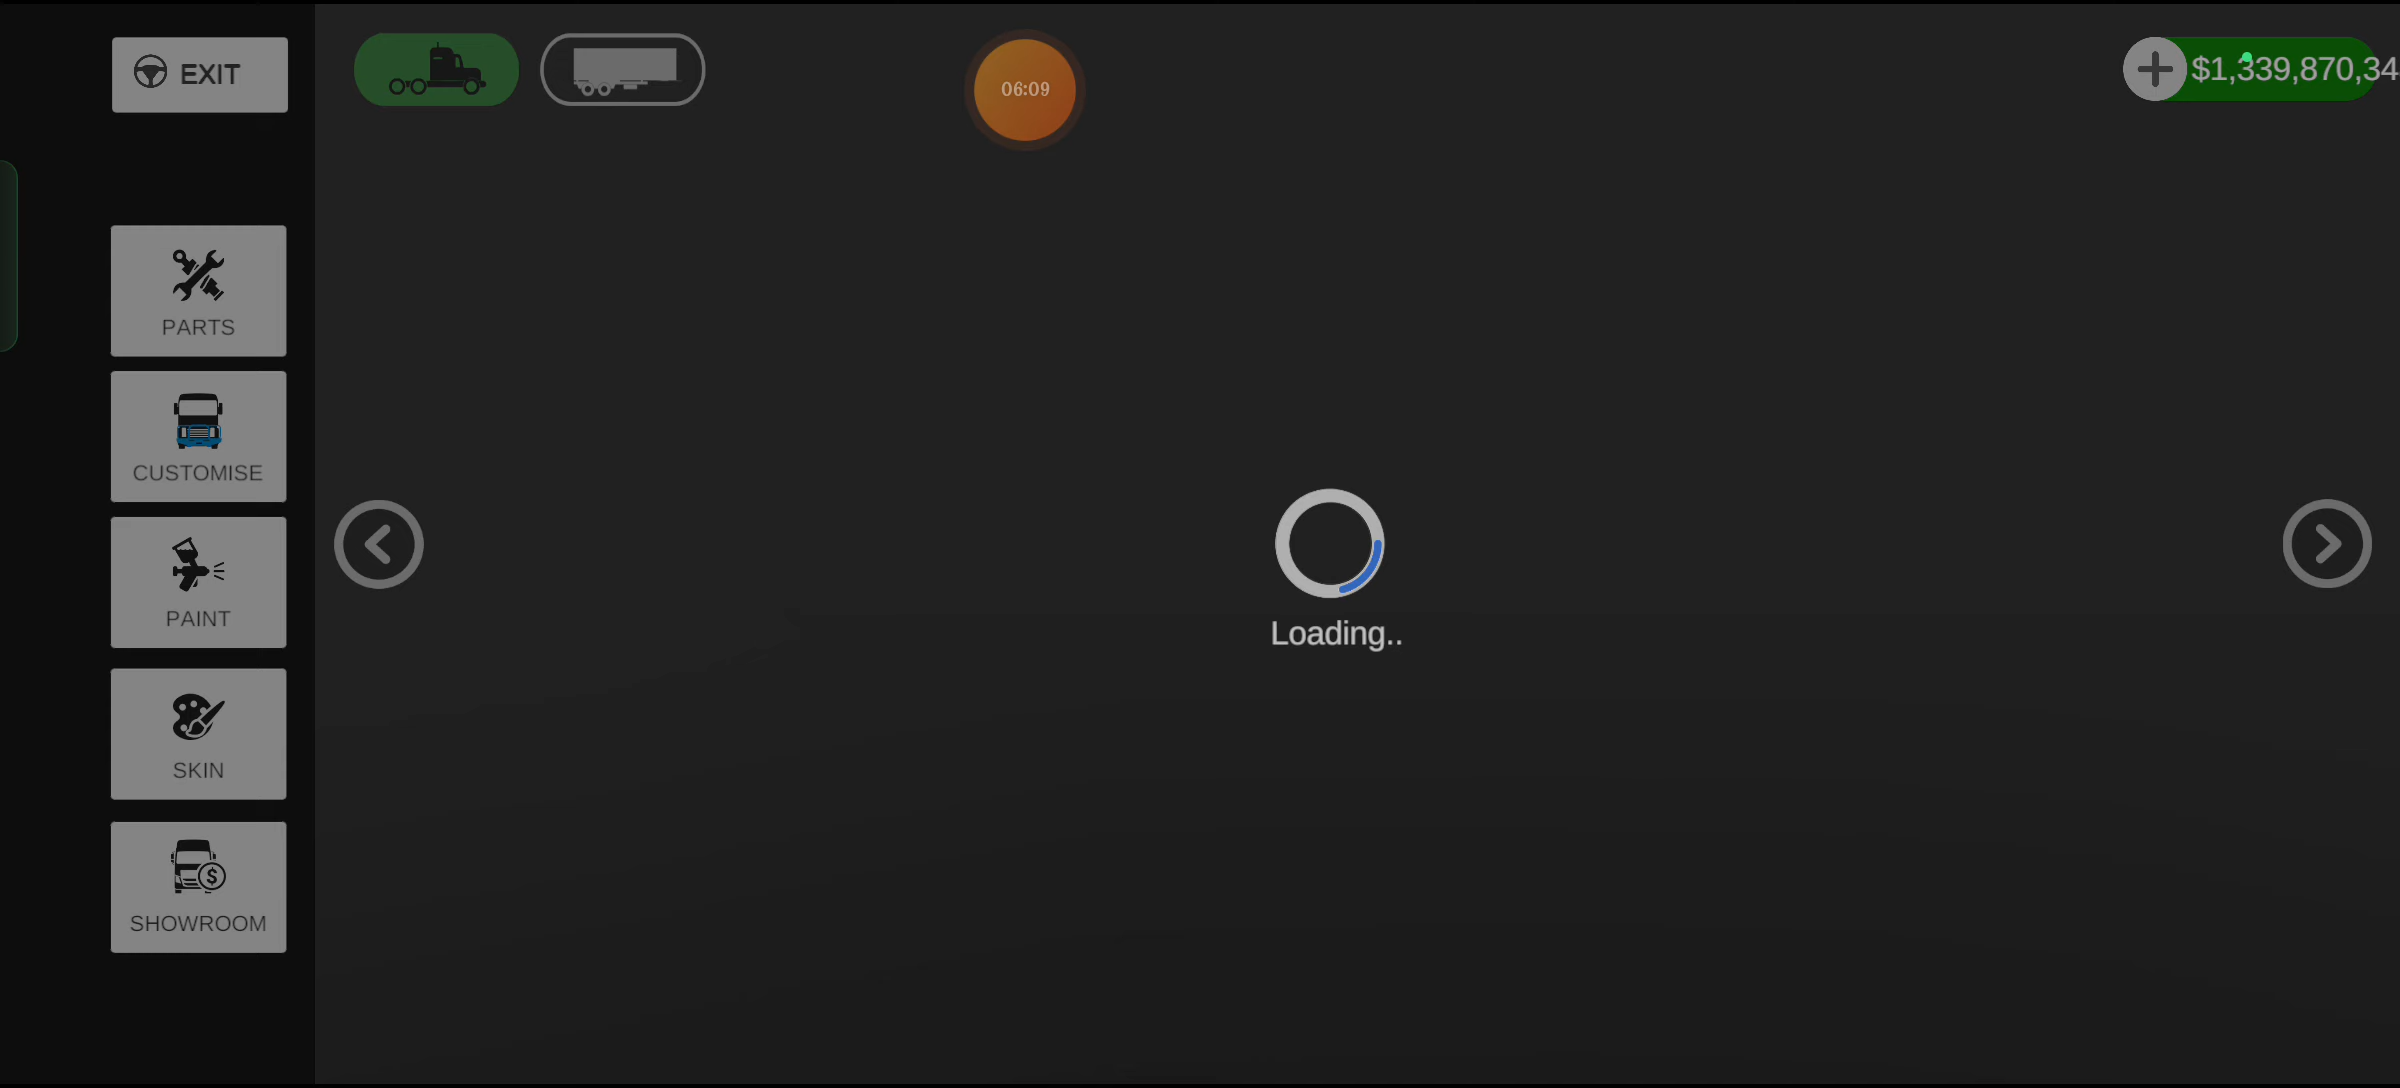 EXIT
06:09
$1,339,870,34
PARTS
CUSTOMISE
PAINT
Loading..
SKIN
SHOWROOM